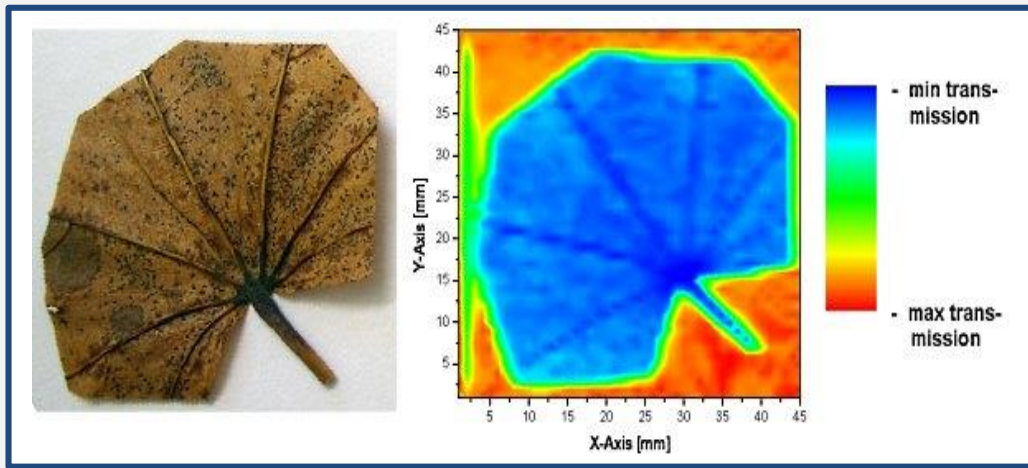 45
40
35
30
25
20
15
10
5
Y-Axis [mm]
5 10 15 20 25 30 35 40 45
X-Axis [mm]
- min trans-
mission
- max trans-
mission